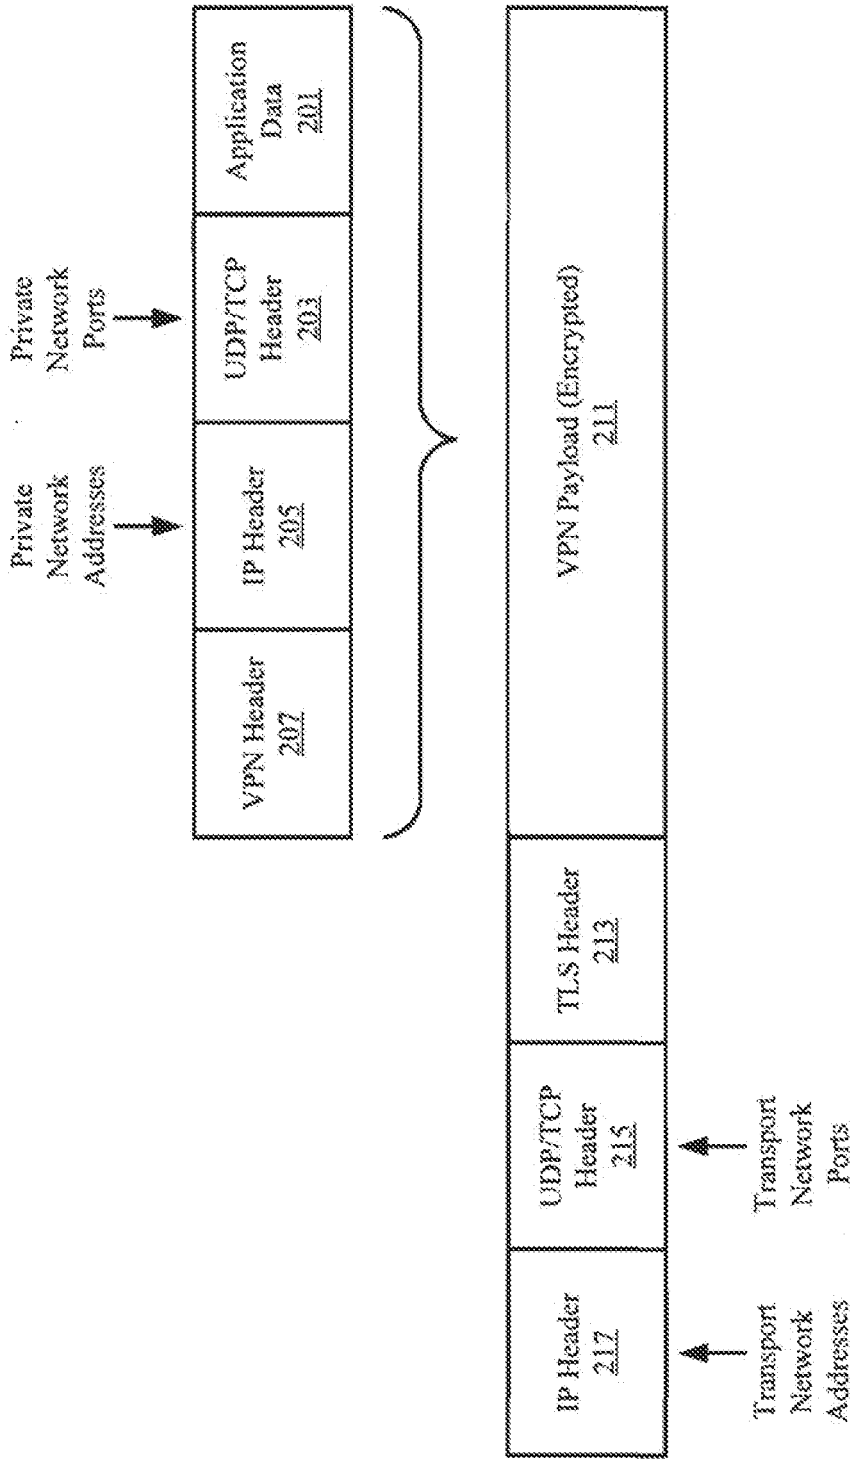 Private
Network
Addresses
Private
Network
Ports
VPN Header
207
IP Header
205
UDP/TCP
Header
203
Application
Data
201
IP Header
217
UDP/TCP
Header
215
TLS Header
213
VPN Payload (Encrypted)
211
Transport
Network
Addresses
Transport
Network
Ports